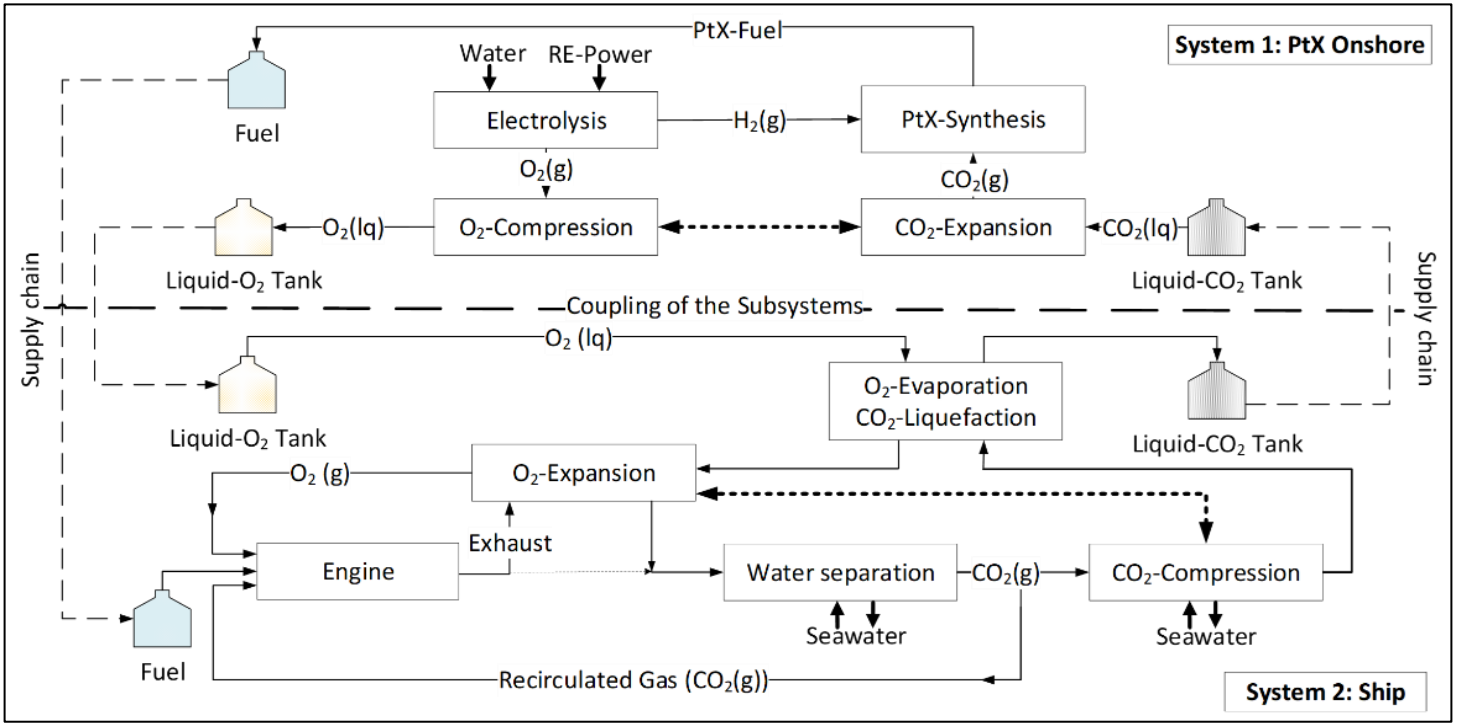 PtX-Fuel
System 1: PtX Onshore
Water
RE-Power
Electrolysis
H₂(g)
PtX-Synthesis
Fuel
O₂(g)
CO₂(g)
O₂(lq)
O₂-Compression
CO₂-Expansion
CO₂(lq)
Liquid-O₂ Tank
Liquid-CO₂ Tank
Supply chain
Coupling of the Subsystems
Supply chain
O₂ (lq)
O₂-Evaporation
CO₂-Liquefaction
Liquid-O₂ Tank
Liquid-CO₂ Tank
O₂ (g)
O₂-Expansion
Exhaust
Engine
Water separation
CO₂(g)
CO₂-Compression
Seawater
Seawater
Fuel
Recirculated Gas (CO₂(g))
System 2: Ship